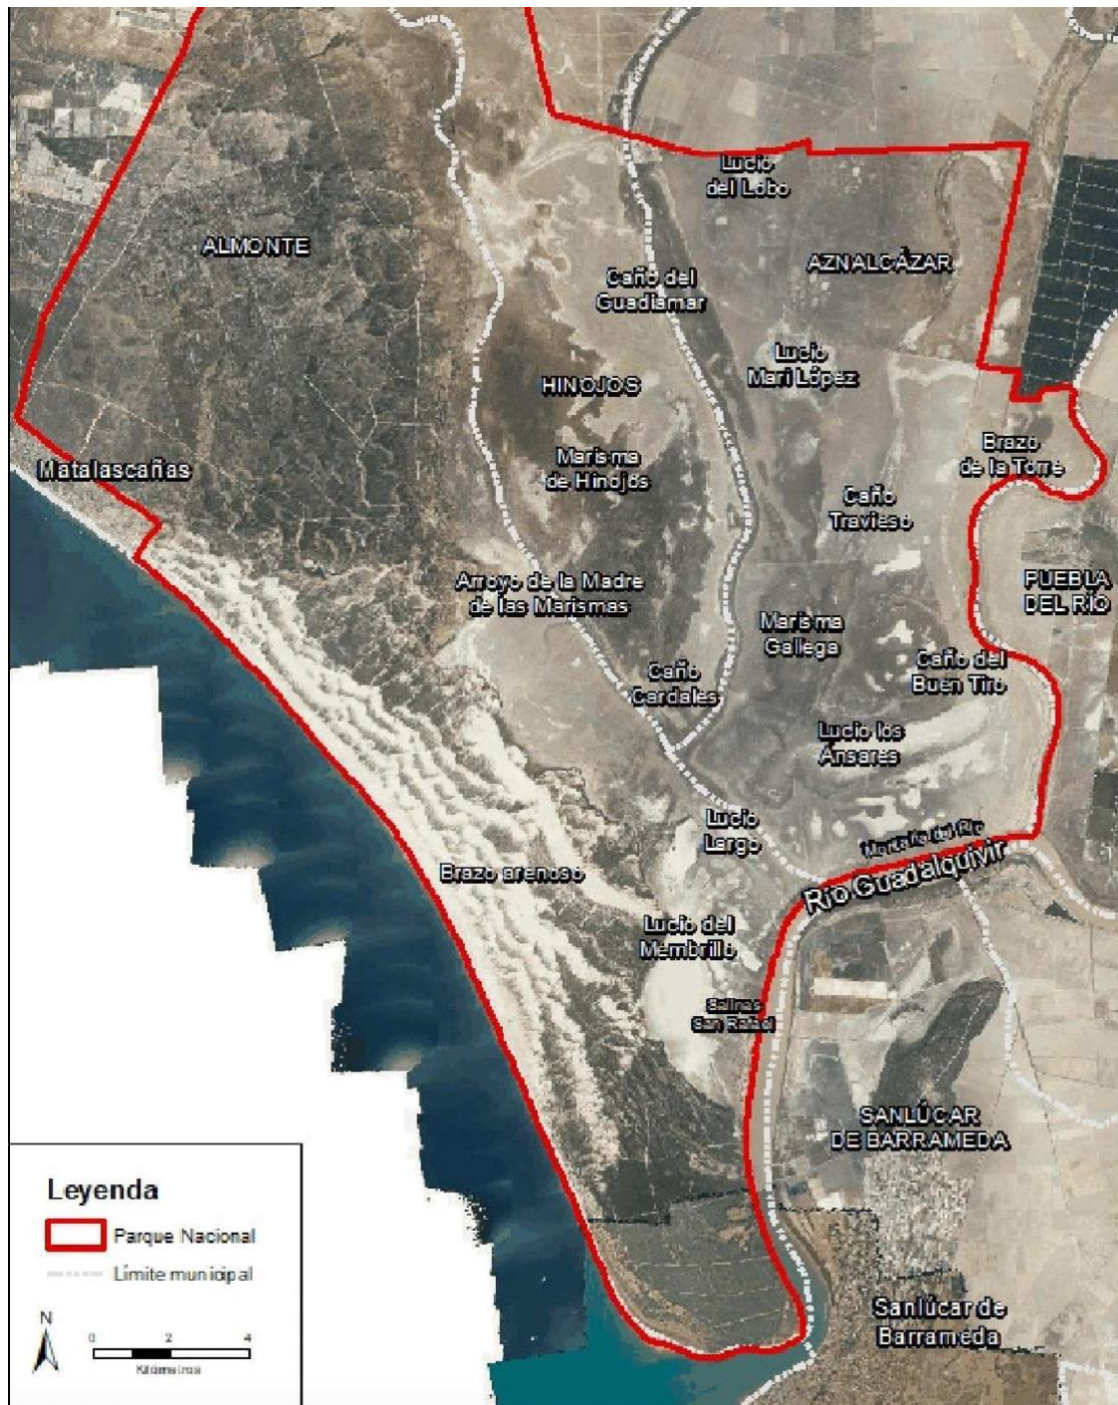 Lucio
del Lobo
ALMONTE
AZNALCÁZAR
Caño del
Guadiamar
Lucio
Mari López
HINOJOS
Brazo
de la Torre
Matalascañas
Marisma
de Hinojos
Caño
Travieso
Arroyo de la Madre
de las Marismas
PUEBLA
DEL RÍO
Marisma
Gallega
Caño del
Buen Tiro
Caño
Cardales
Lucio los
Ánsares
Lucio
Largo
Montaña del Río
Río Guadalquivir
Brazo arenoso
Lucio del
Membrillo
Salinas
San Rafael
SANLÚCAR
DE BARRAMEDA
Sanlúcar de
Barrameda
Leyenda
Parque Nacional
Límite municipal
N
0 2 4
Kilómetros